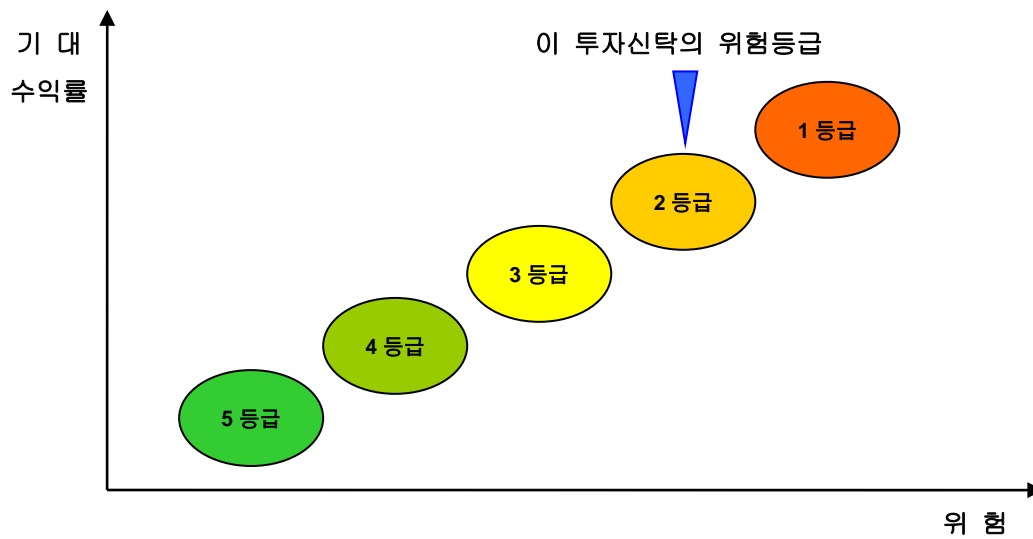 기 대
수익률
이 투자신탁의 위험등급
1 등급
2 등급
3 등급
4 등급
5 등급
위 험